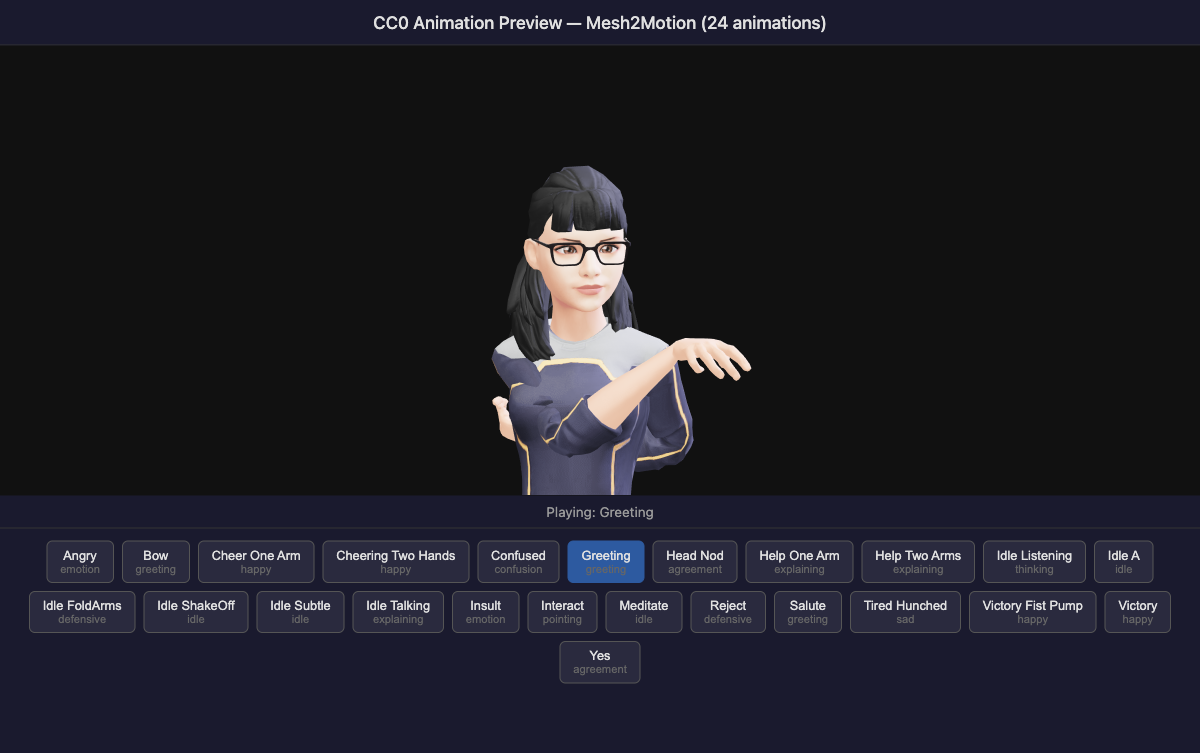 CC0 Animation Preview — Mesh2Motion (24 animations)
Playing: Greeting
Angry
emotion
Bow
greeting
Cheer One Arm
happy
Cheering Two Hands
happy
Confused
confusion
Greeting
greeting
Head Nod
agreement
Help One Arm
explaining
Help Two Arms
explaining
Idle Listening
thinking
Idle A
idle
Idle FoldArms
defensive
Idle ShakeOff
idle
Idle Subtle
idle
Idle Talking
explaining
Insult
emotion
Interact
pointing
Meditate
idle
Reject
defensive
Salute
greeting
Tired Hunched
sad
Victory Fist Pump
happy
Victory
happy
Yes
agreement